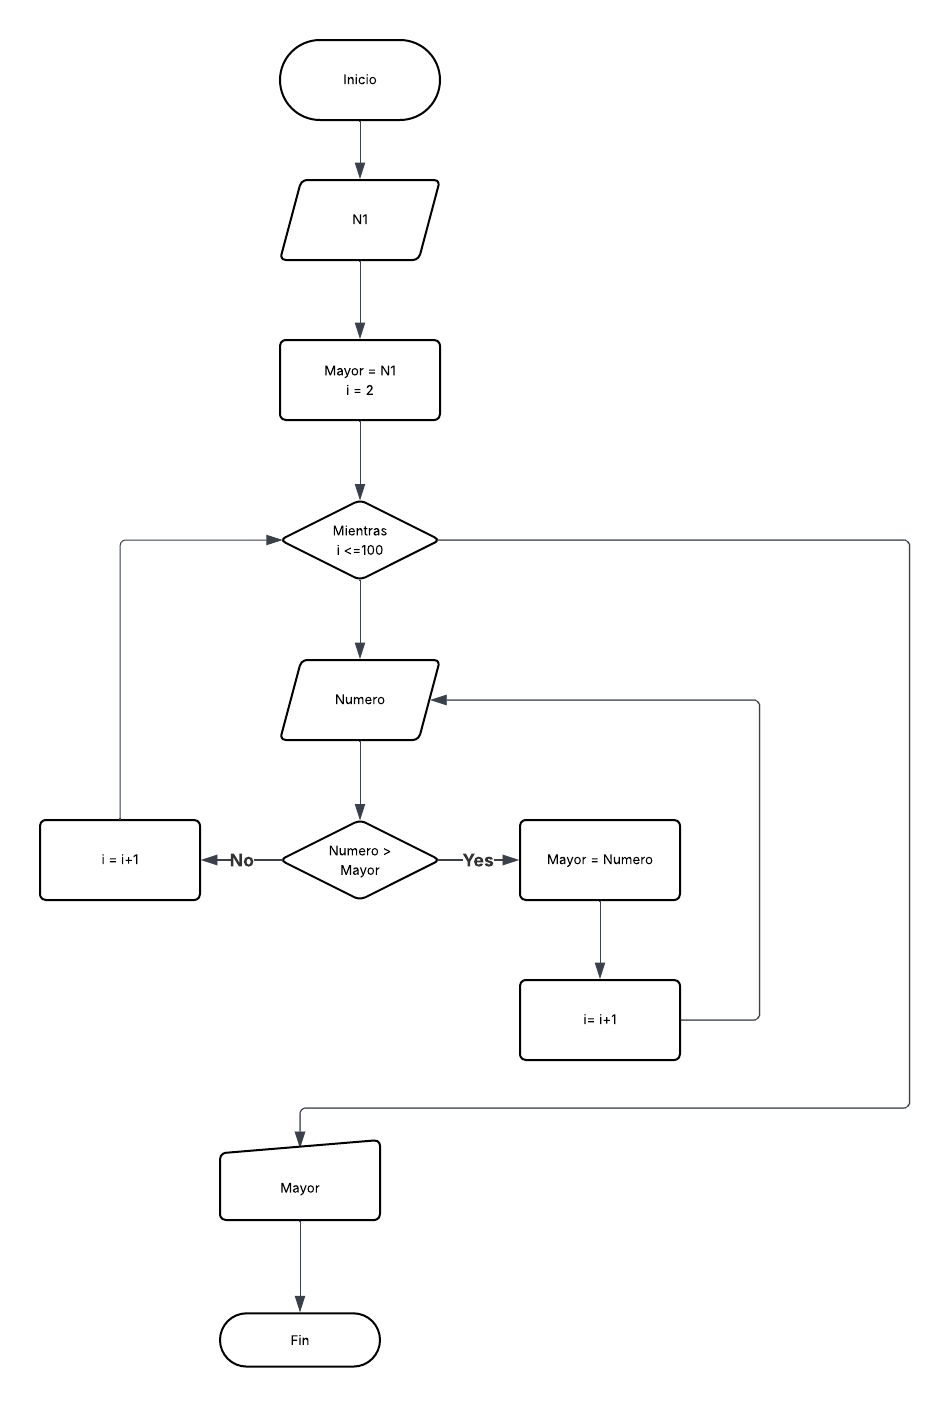 Inicio
N1
Mayor = N1
i = 2
Mientras
i <=100
Numero
Numero >
Mayor
No
Yes
i = i+1
Mayor = Numero
i= i+1
Mayor
Fin